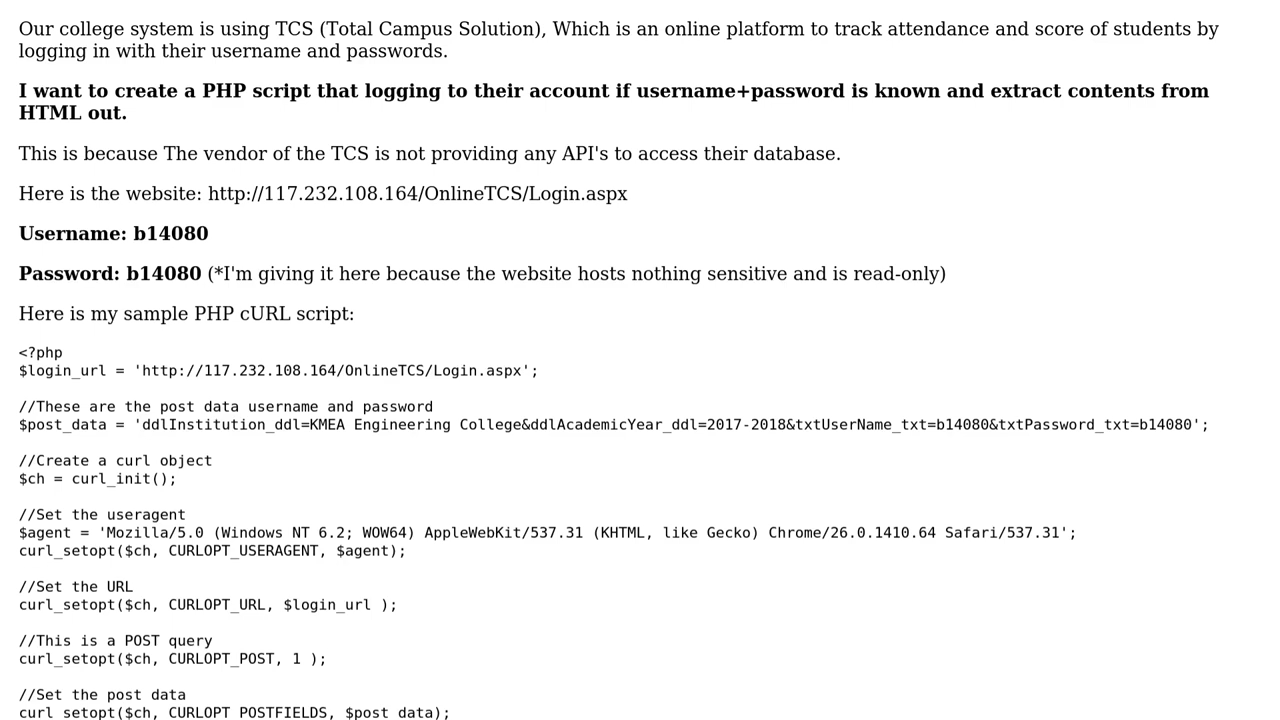 Our college system is using TCS (Total Campus Solution), Which is an online platform to track attendance and score of students by
logging in with their username and passwords.
I want to create a PHP script that logging to their account if username+password is known and extract contents from
HTML out.
This is because The vendor of the TCS is not providing any API's to access their database.
Here is the website: http://117.232.108.164/OnlineTCS/Login.aspx
Username: b14080
Password: b14080 (*I'm giving it here because the website hosts nothing sensitive and is read-only)
Here is my sample PHP cURL script:
<?php
$login_url = 'http://117.232.108.164/OnlineTCS/Login.aspx';
//These are the post data username and password
$post_data = 'ddlInstitution_ddl=KMEA Engineering College&ddlAcademicYear_ddl=2017-2018&txtUserName_txt=b14080&txtPassword_txt=b14080';
//Create a curl object
$ch = curl_init();
//Set the useragent
$agent = 'Mozilla/5.0 (Windows NT 6.2; WOW64) AppleWebKit/537.31 (KHTML, like Gecko) Chrome/26.0.1410.64 Safari/537.31';
curl_setopt($ch, CURLOPT_USERAGENT, $agent);
//Set the URL
curl_setopt($ch, CURLOPT_URL, $login_url );
//This is a POST query
curl_setopt($ch, CURLOPT_POST, 1 );
//Set the post data
curl_setopt($ch, CURLOPT_POSTFIELDS, $post_data);